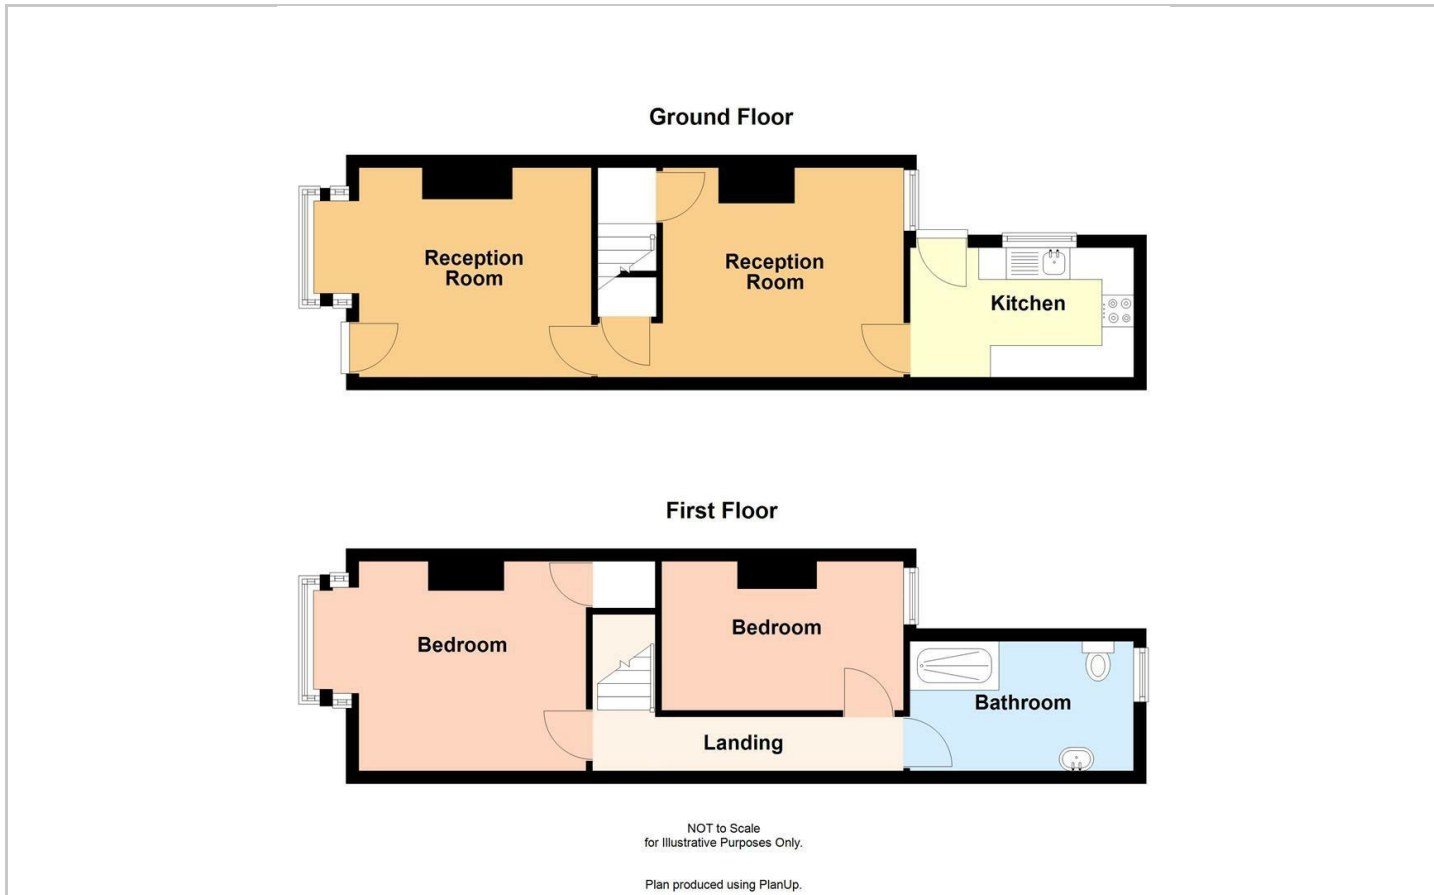 Ground Floor
Reception
Room
Reception
Room
Kitchen
First Floor
Bedroom
Bedroom
Bathroom
Landing
NOT to Scale
for Illustrative Purposes Only.
Plan produced using PlanUp.